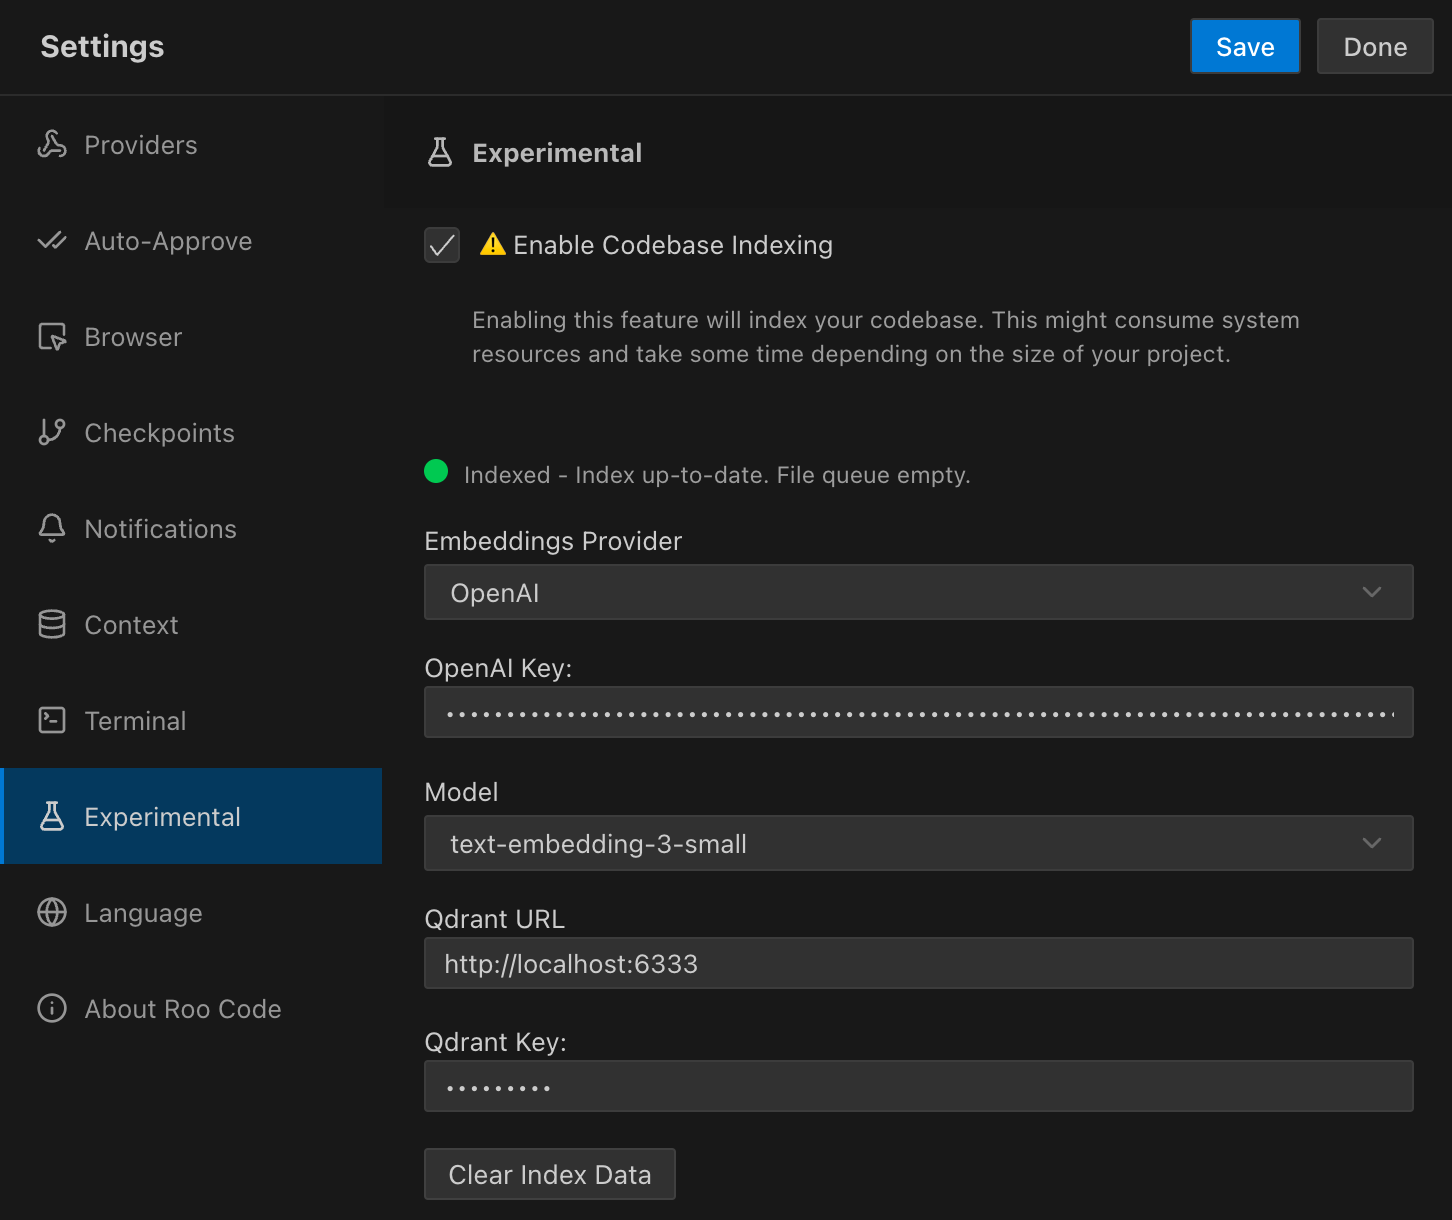 Settings
Save
Done
Providers
Auto-Approve
Browser
Checkpoints
Notifications
Context
Terminal
Experimental
Language
About Roo Code
Experimental
Enable Codebase Indexing
Enabling this feature will index your codebase. This might consume system
resources and take some time depending on the size of your project.
Indexed - Index up-to-date. File queue empty.
Embeddings Provider
OpenAI
OpenAI Key:
Model
text-embedding-3-small
Qdrant URL
http://localhost:6333
Qdrant Key:
Clear Index Data